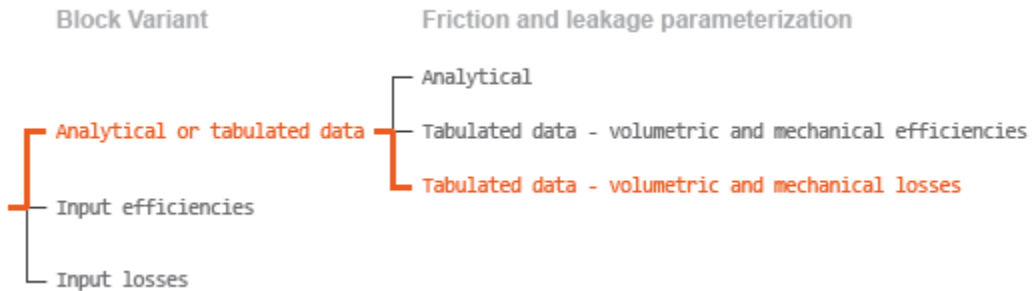 Block Variant
Friction and leakage parameterization
Analytical
Analytical or tabulated data
Tabulated data - volumetric and mechanical efficiencies
Tabulated data - volumetric and mechanical losses
Input efficiencies
Input losses